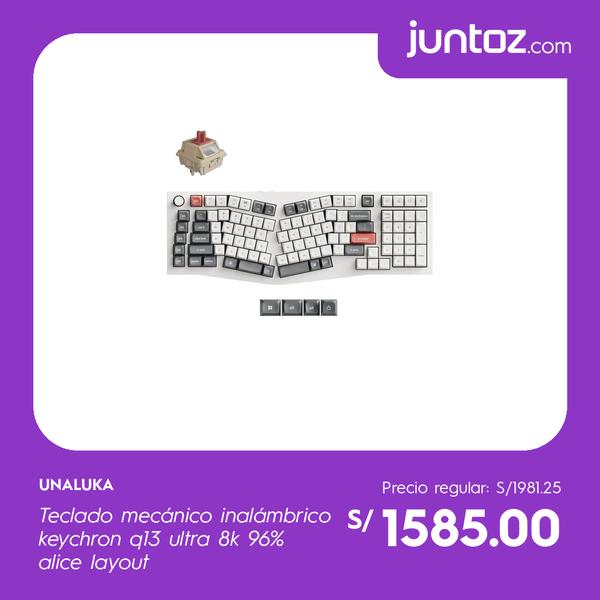 juntoz.com
UNALUKA
Teclado mecánico inalámbrico
keychron q13 ultra 8k 96%
alice layout
Precio regular: S/1981.25
S/ 1585.00